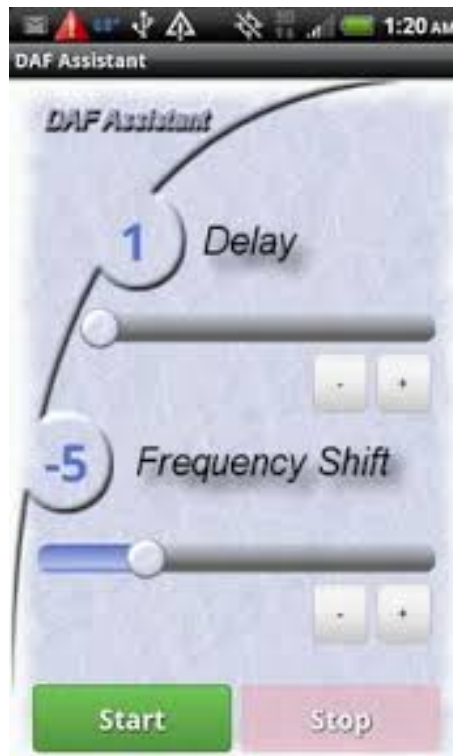 1:20 AM
DAF Assistant
DAF Assistant
1 Delay
- +
-5 Frequency Shift
- +
Start Stop